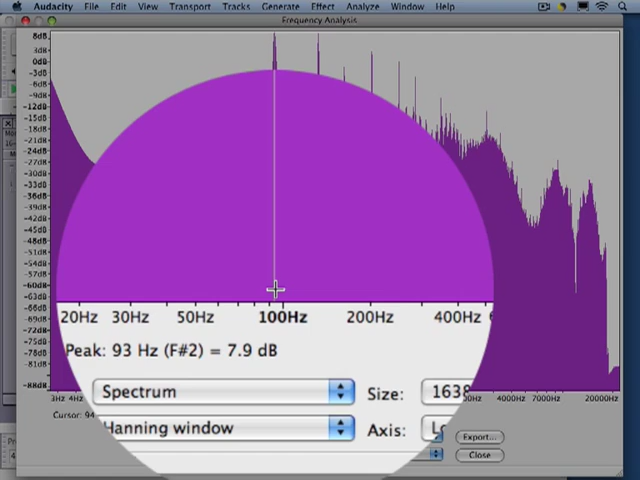 Audacity File Edit View Transport Tracks Generate Effect Analyze Window Help
Frequency Analysis
8dB
3dB
-0dB
-3dB
-6dB
-9dB
-12dB
-15dB
-18dB
-21dB
-24dB
-27dB
-30dB
-33dB
-36dB
-39dB
-42dB
-45dB
-48dB
-51dB
-54dB
-57dB
-60dB
-63dB
-66dB
-69dB
-72dB
-75dB
-78dB
-81dB
-88dB
20Hz 30Hz 50Hz 100Hz 200Hz 400Hz
Peak: 93 Hz (F#2) = 7.9 dB
Spectrum Size: 1638
3Hz 4Hz 4000Hz 7000Hz 20000Hz
Cursor: 94
Hanning window Axis: Lo
Export...
Close